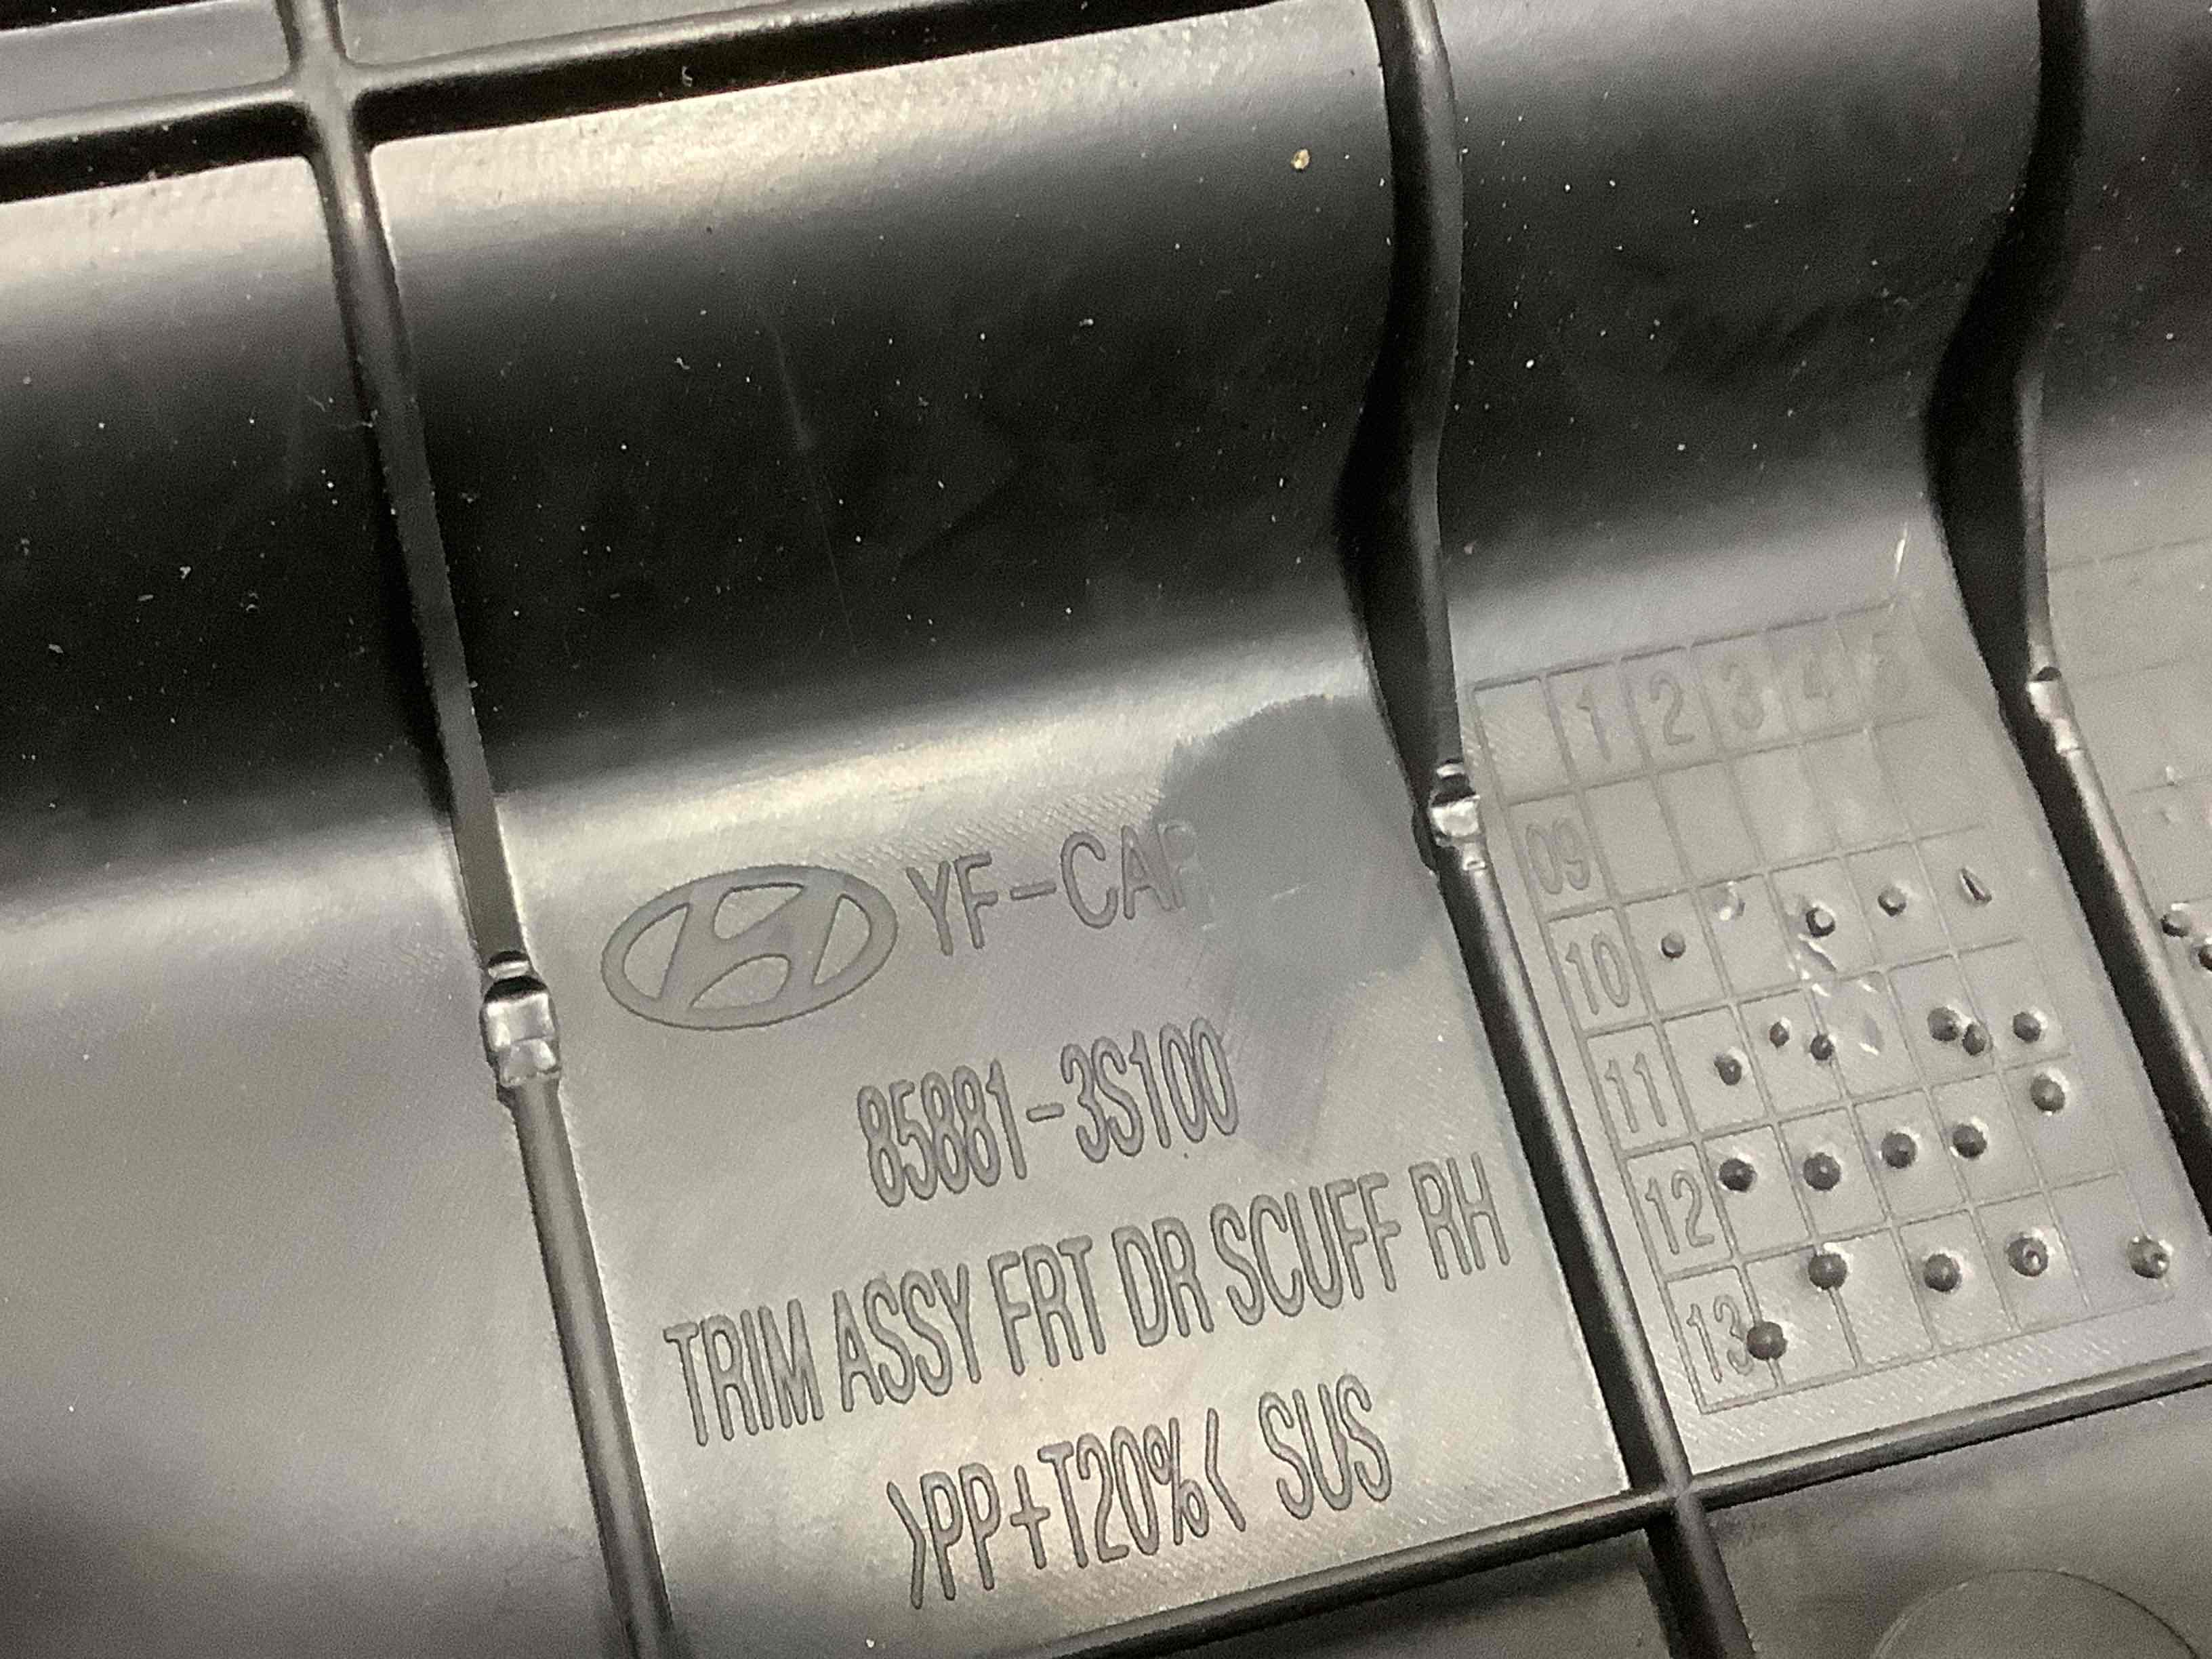 YF-CA
85881-3S100
TRIM ASSY FRT DR SCUFF RH
>PP+T20%< SUS
1 2 3 4 5
09
10
11
12
13